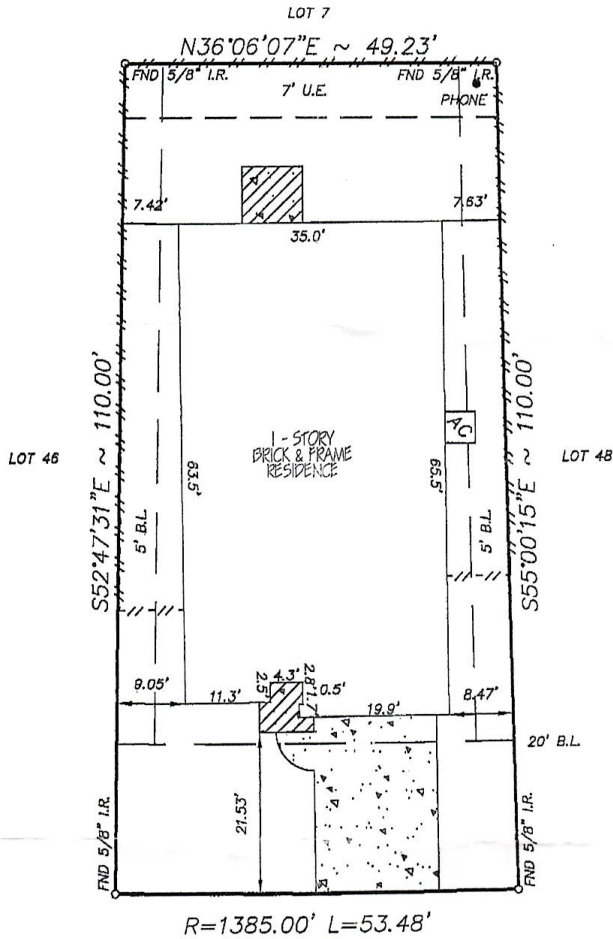 LOT 7
N36°06'07"E ~ 49.23'
FND 5/8" I.R.
FND 5/8" I.R.
7' U.E.
PHONE
7.42'
7.63'
35.0'
S52°47'31"E ~ 110.00'
S55°00'15"E ~ 110.00'
LOT 46
LOT 48
1 - STORY
BRICK & FRAME
RESIDENCE
AC
63.5'
65.5'
5' B.L.
5' B.L.
9.05'
11.3'
2.5'
4.3'
2.8'
1.7'
0.5'
19.9'
8.47'
20' B.L.
21.53'
FND 5/8" I.R.
FND 5/8" I.R.
R=1385.00' L=53.48'